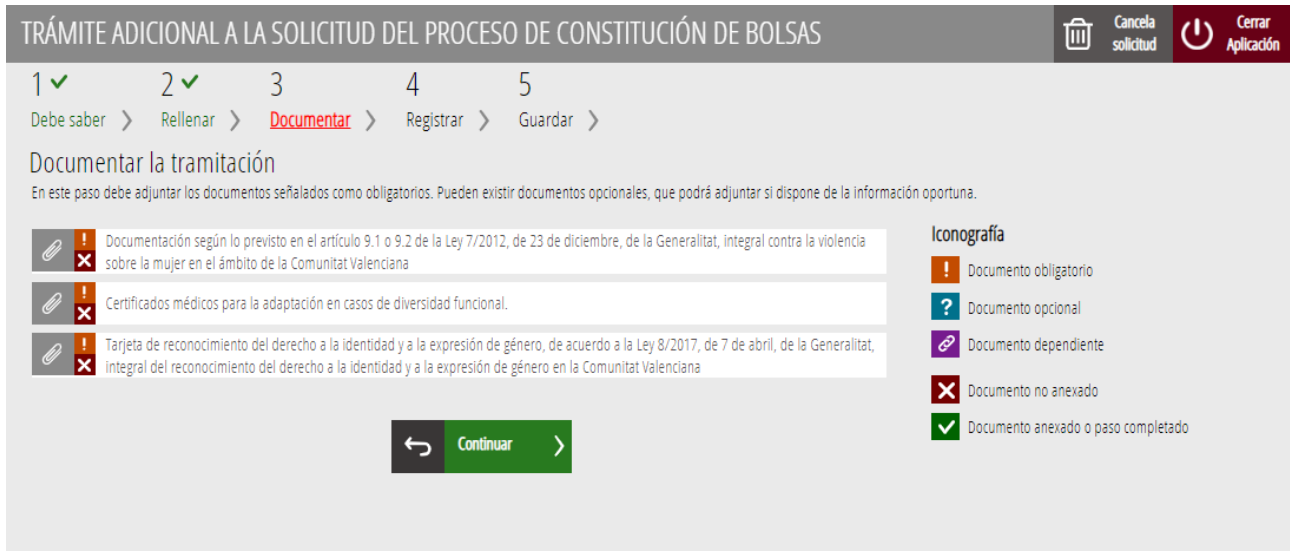 TRÁMITE ADICIONAL A LA SOLICITUD DEL PROCESO DE CONSTITUCIÓN DE BOLSAS
Cancela
solicitud
Cerrar
Aplicación
1 2 3 4 5
Debe saber Rellenar Documentar Registrar Guardar
Documentar la tramitación
En este paso debe adjuntar los documentos señalados como obligatorios. Pueden existir documentos opcionales, que podrá adjuntar si dispone de la información oportuna.
Documentación según lo previsto en el artículo 9.1 o 9.2 de la Ley 7/2012, de 23 de diciembre, de la Generalitat, integral contra la violencia
sobre la mujer en el ámbito de la Comunitat Valenciana
Certificados médicos para la adaptación en casos de diversidad funcional.
Tarjeta de reconocimiento del derecho a la identidad y a la expresión de género, de acuerdo a la Ley 8/2017, de 7 de abril, de la Generalitat,
integral del reconocimiento del derecho a la identidad y a la expresión de género en la Comunitat Valenciana
Continuar
Iconografía
! Documento obligatorio
? Documento opcional
Documento dependiente
Documento no anexado
Documento anexado o paso completado